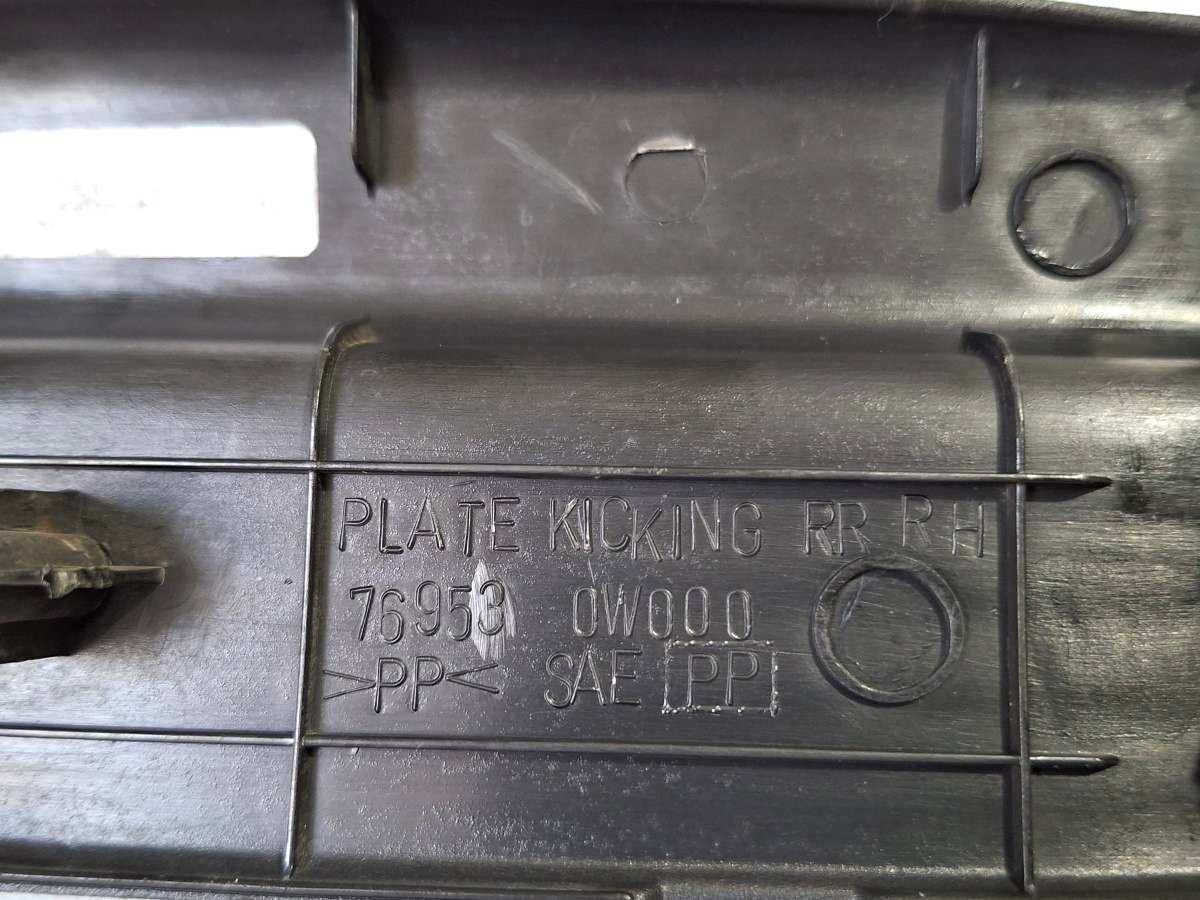 PLATE KICKING RR RH
76953 0W000
>PP< SAE PP